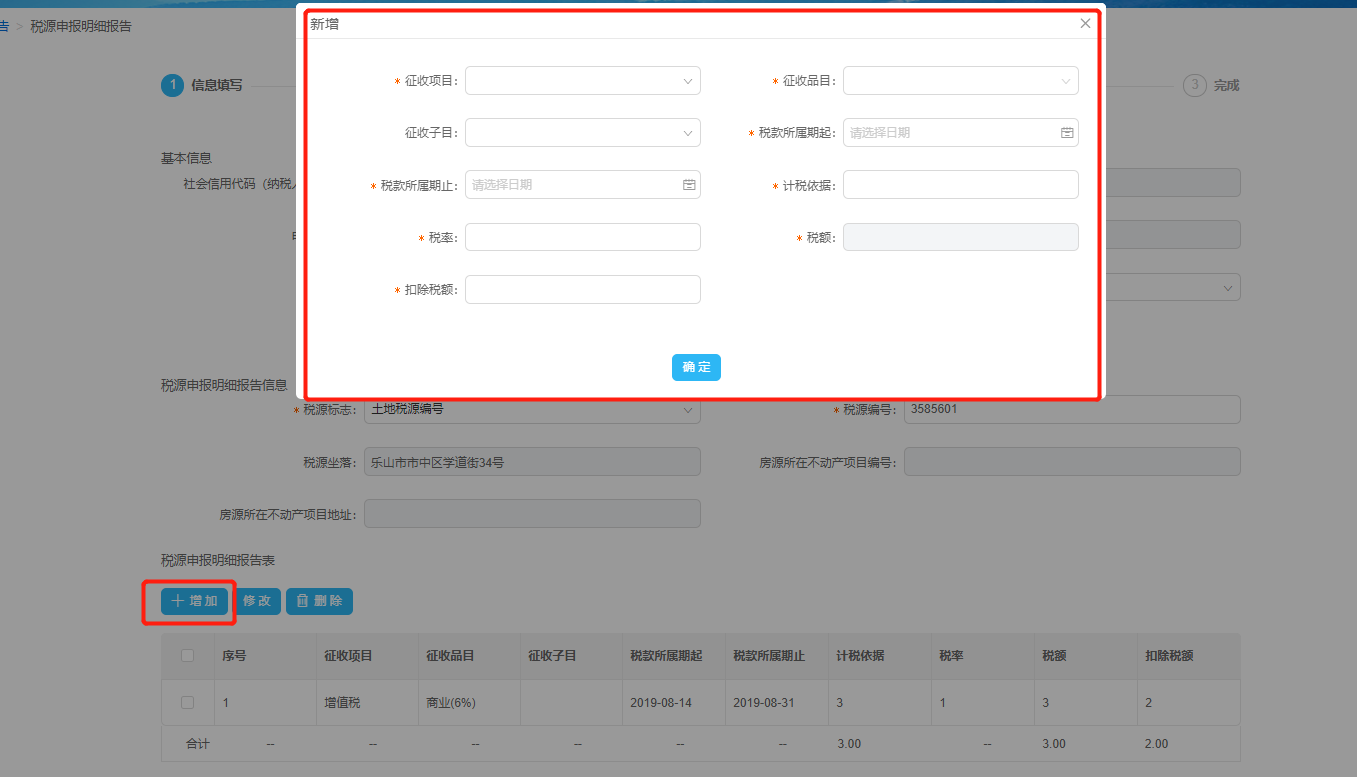 告 > 税源申报明细报告
新增
1 信息填写
3 完成
* 征收项目:
* 征收品目:
征收子目:
* 税款所属期起: 请选择日期
* 税款所属期止: 请选择日期
* 计税依据:
* 税率:
* 税额:
* 扣除税额:
确 定
基本信息
社会信用代码（纳税人
税源申报明细报告信息
* 税源标志: 土地税源编号
* 税源编号: 3585601
税源坐落: 乐山市市中区学道街34号
房源所在不动产项目编号:
房源所在不动产项目地址:
税源申报明细报告表
增加 修改 删除
序号 征收项目 征收品目 征收子目 税款所属期起 税款所属期止 计税依据 税率 税额 扣除税额
1 增值税 商业(6%) 2019-08-14 2019-08-31 3 1 3 2
合计 -- -- -- -- -- -- 3.00 -- 3.00 2.00